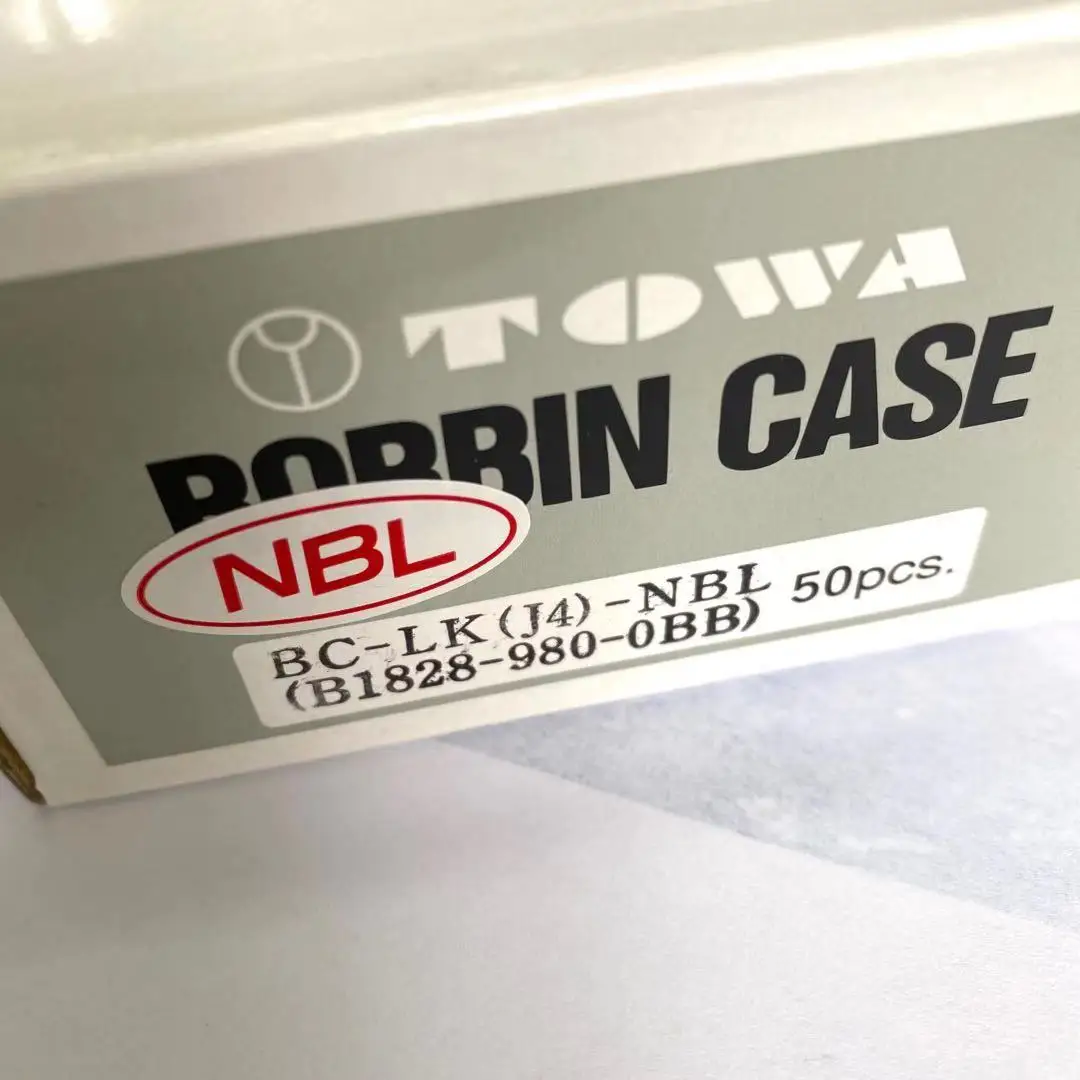 TOWA
BOBBIN CASE
NBL
BC-LK(J4)-NBL 50pcs.
(B1828-980-0BB)